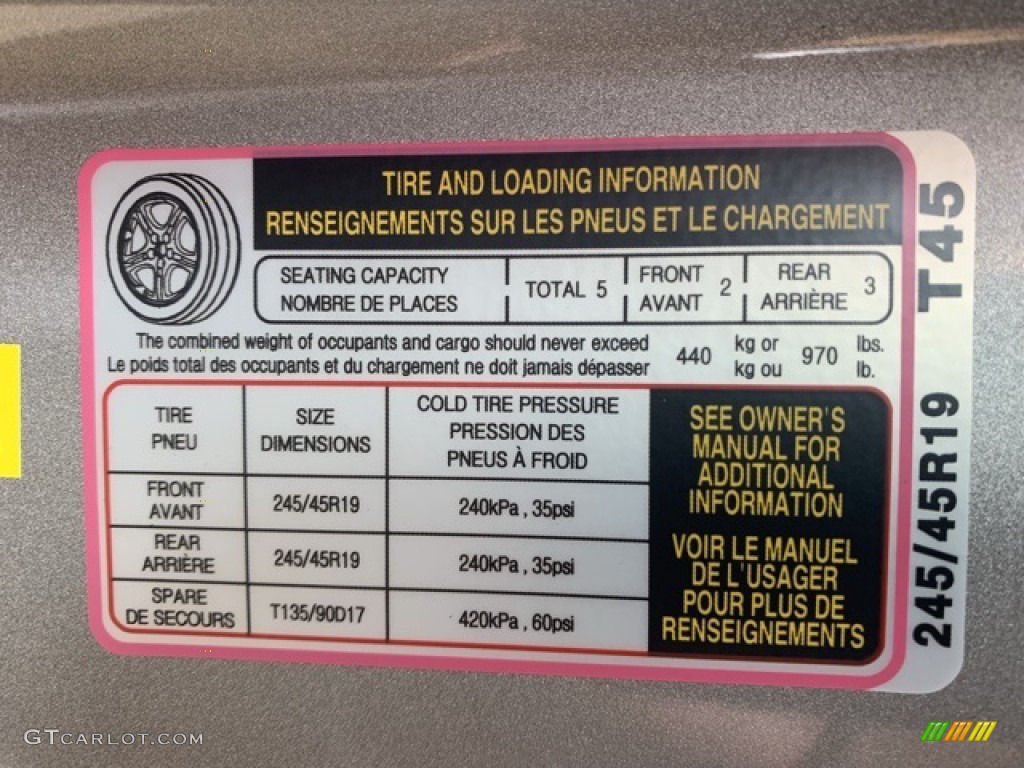 TIRE AND LOADING INFORMATION
RENSEIGNEMENTS SUR LES PNEUS ET LE CHARGEMENT
SEATING CAPACITY
NOMBRE DE PLACES
TOTAL 5
FRONT
AVANT
2
REAR
ARRIÈRE
3
The combined weight of occupants and cargo should never exceed
Le poids total des occupants et du chargement ne doit jamais dépasser
440
kg or
kg ou
970
lbs.
lb.
TIRE
PNEU
SIZE
DIMENSIONS
COLD TIRE PRESSURE
PRESSION DES
PNEUS À FROID
FRONT
AVANT
245/45R19
240kPa , 35psi
REAR
ARRIÈRE
245/45R19
240kPa , 35psi
SPARE
DE SECOURS
T135/90D17
420kPa , 60psi
SEE OWNER'S
MANUAL FOR
ADDITIONAL
INFORMATION
VOIR LE MANUEL
DE L'USAGER
POUR PLUS DE
RENSEIGNEMENTS
245/45R19 T45
GTCARLOT.COM